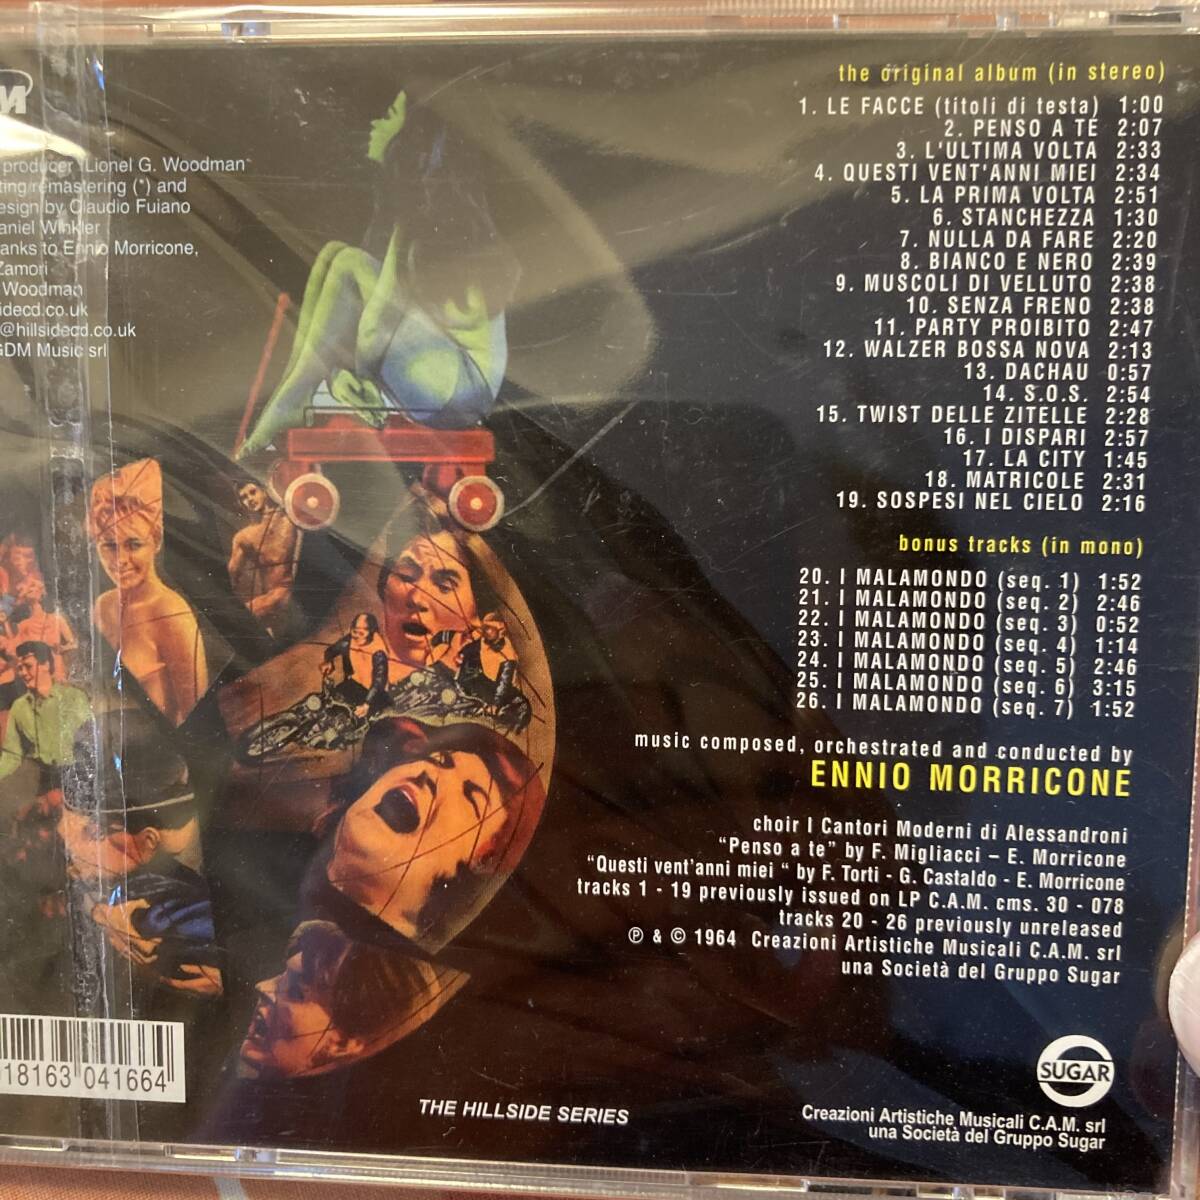 M
producer Lionel G. Woodman
remastering (*) and
by Claudio Fuiano
Winkler
to Ennio Morricone,
Zamori
Woodman
@hillsidecd.co.uk
GDM Music srl
the original album (in stereo)
1. LE FACCE (titoli di testa) 1:00
2. PENSO A TE 2:07
3. L'ULTIMA VOLTA 2:33
4. QUESTI VENT'ANNI MIEI 2:34
5. LA PRIMA VOLTA 2:51
6. STANCHEZZA 1:30
7. NULLA DA FARE 2:20
8. BIANCO E NERO 2:39
9. MUSCOLI DI VELLUTO 2:38
10. SENZA FRENO 2:38
11. PARTY PROIBITO 2:47
12. WALZER BOSSA NOVA 2:13
13. DACHAU 0:57
14. S.O.S. 2:54
15. TWIST DELLE ZITELLE 2:28
16. I DISPARI 2:57
17. LA CITY 1:45
18. MATRICOLE 2:31
19. SOSPESI NEL CIELO 2:16
bonus tracks (in mono)
20. I MALAMONDO (seq. 1) 1:52
21. I MALAMONDO (seq. 2) 2:46
22. I MALAMONDO (seq. 3) 0:52
23. I MALAMONDO (seq. 4) 1:14
24. I MALAMONDO (seq. 5) 2:46
25. I MALAMONDO (seq. 6) 3:15
26. I MALAMONDO (seq. 7) 1:52
music composed, orchestrated and conducted by
ENNIO MORRICONE
choir I Cantori Moderni di Alessandroni
"Penso a te" by F. Migliacci – E. Morricone
"Questi vent'anni miei " by F. Torti - G. Castaldo - E. Morricone
tracks 1 - 19 previously issued on LP C.A.M. cms. 30 - 078
tracks 20 - 26 previously unreleased
℗ & © 1964 Creazioni Artistiche Musicali C.A.M. srl
una Società del Gruppo Sugar
18163 041664
THE HILLSIDE SERIES
SUGAR
Creazioni Artistiche Musicali C.A.M. srl
una Società del Gruppo Sugar